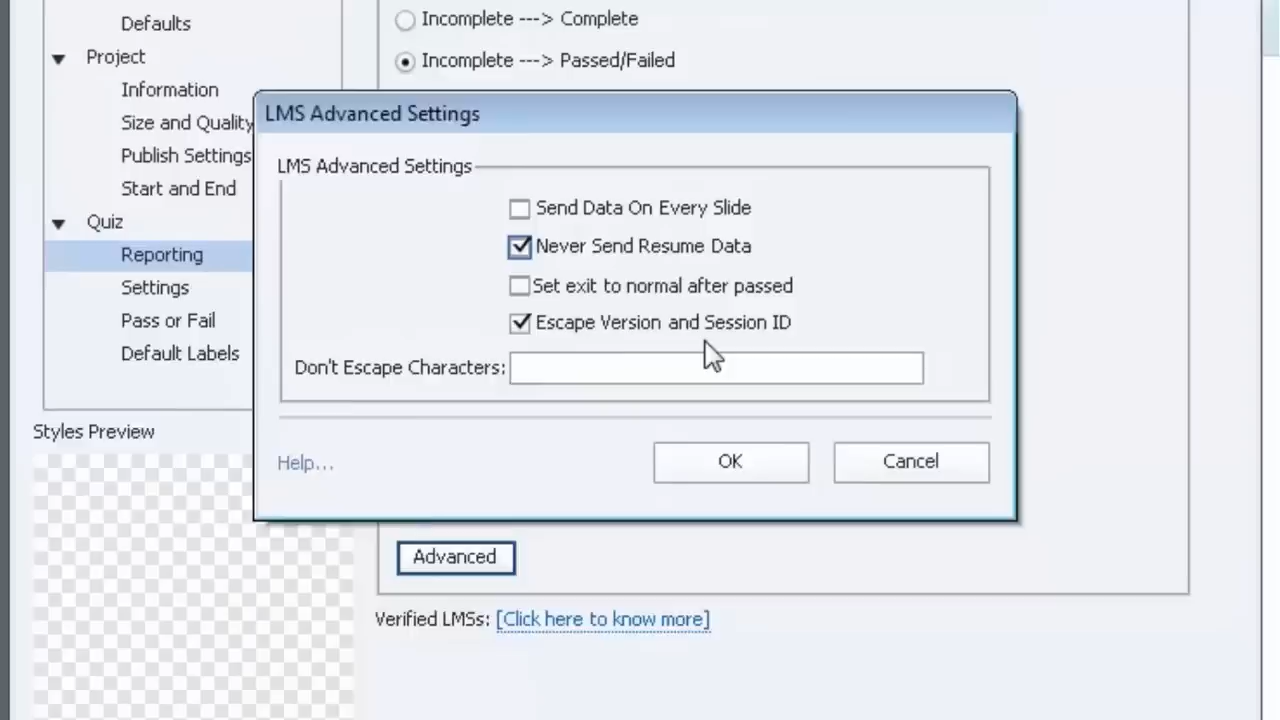 Defaults
Project
Information
Size and Quality
Publish Settings
Start and End
Quiz
Reporting
Settings
Pass or Fail
Default Labels
Styles Preview
Incomplete ---> Complete
Incomplete ---> Passed/Failed
LMS Advanced Settings
LMS Advanced Settings
Send Data On Every Slide
Never Send Resume Data
Set exit to normal after passed
Escape Version and Session ID
Don't Escape Characters:
Help...
OK
Cancel
Advanced
Verified LMSs: [Click here to know more]